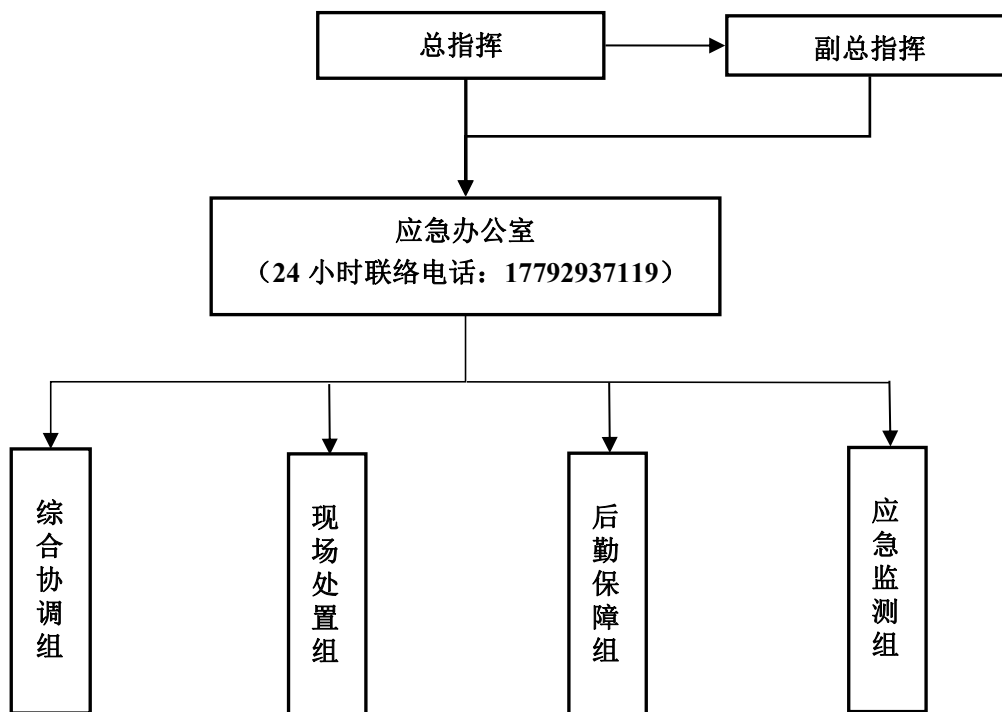 总指挥
副总指挥
应急办公室
（24 小时联络电话：17792937119）
综合协调组
现场处置组
后勤保障组
应急监测组